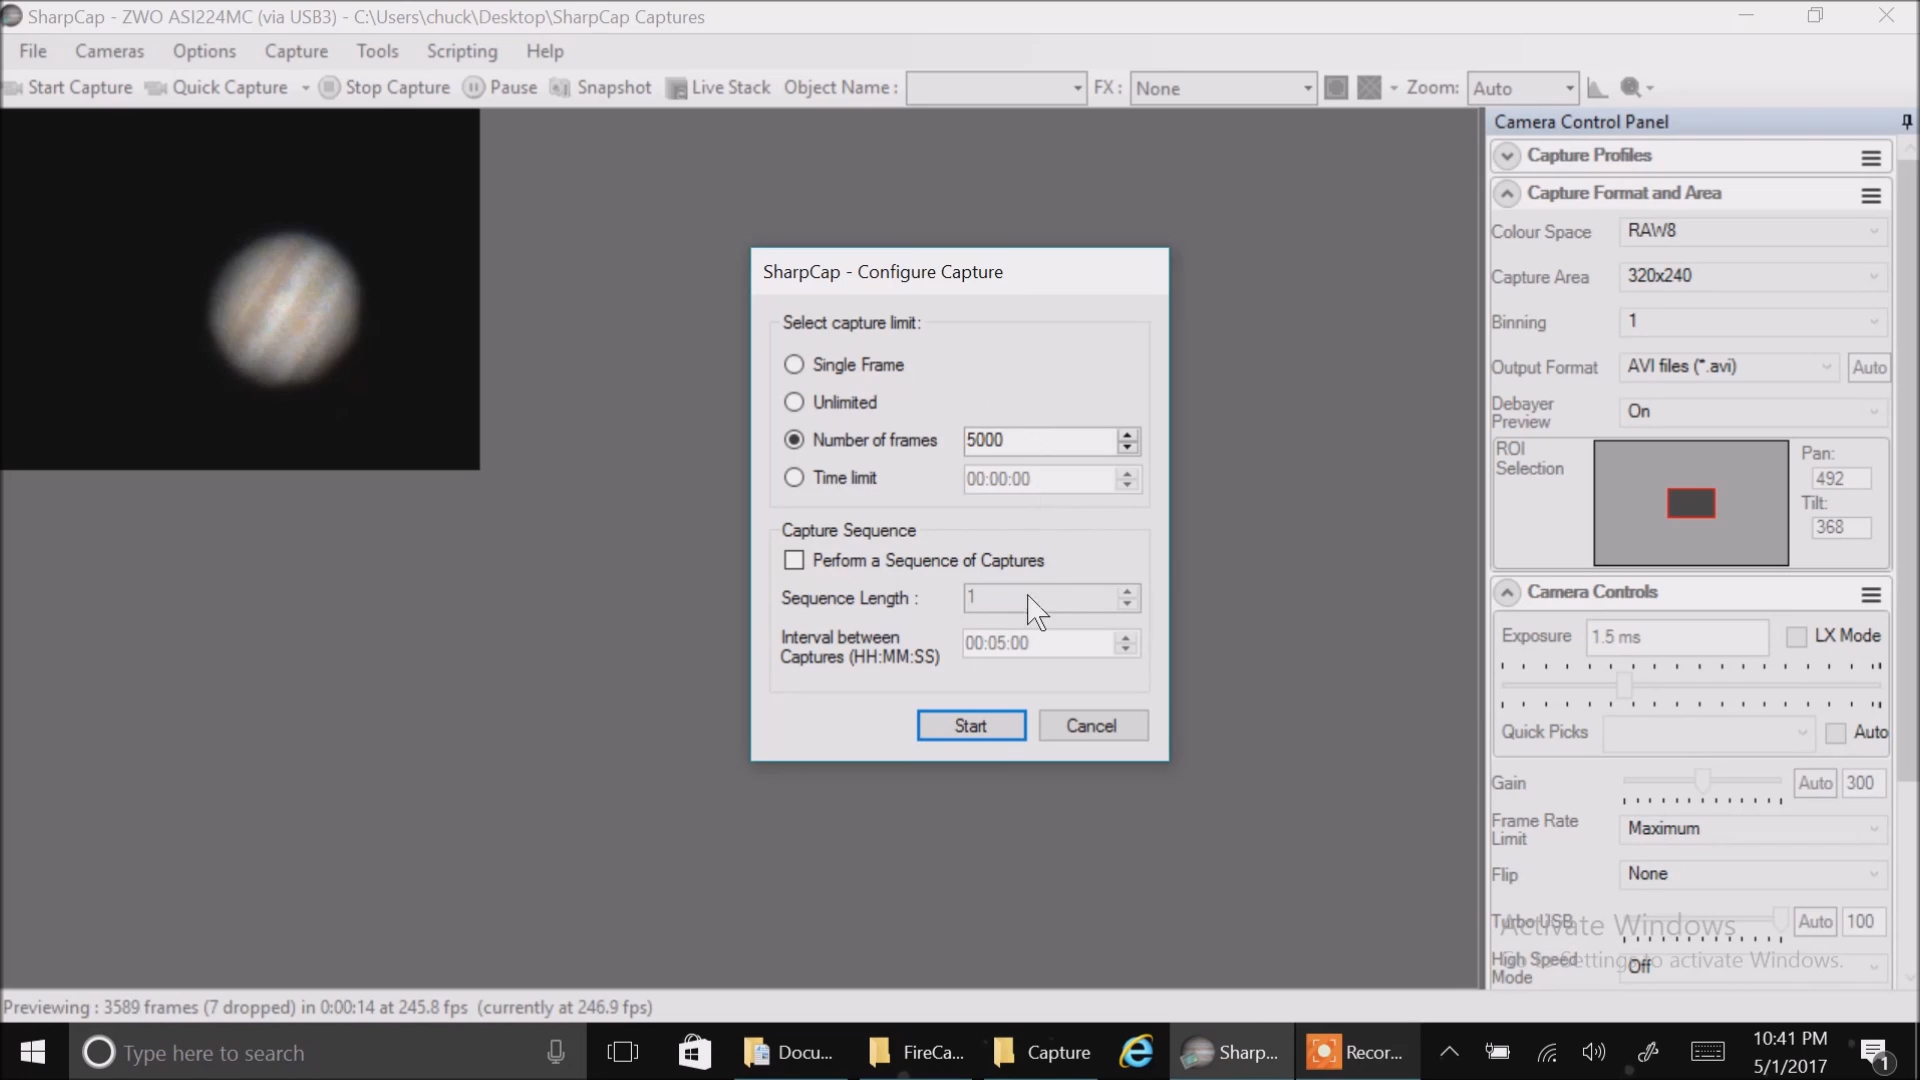 SharpCap - ZWO ASI224MC (via USB3) - C:\Users\chuck\Desktop\SharpCap Captures
File Cameras Options Capture Tools Scripting Help
Start Capture Quick Capture Stop Capture Pause Snapshot Live Stack Object Name : FX : None Zoom: Auto
Camera Control Panel
Capture Profiles
Capture Format and Area
Colour Space RAW8
Capture Area 320x240
Binning 1
Output Format AVI files (*.avi) Auto
Debayer
Preview On
ROI
Selection
Pan:
492
Tilt:
368
Camera Controls
Exposure 1.5 ms LX Mode
Quick Picks Auto
Gain Auto 300
Frame Rate
Limit Maximum
Flip None
Turbo USB Auto 100
High Speed
Mode Off
Activate Windows
Go to Settings to activate Windows.
SharpCap - Configure Capture
Select capture limit:
Single Frame
Unlimited
Number of frames 5000
Time limit 00:00:00
Capture Sequence
Perform a Sequence of Captures
Sequence Length : 1
Interval between
Captures (HH:MM:SS) 00:05:00
Start Cancel
Previewing : 3589 frames (7 dropped) in 0:00:14 at 245.8 fps (currently at 246.9 fps)
Type here to search
Docu...
FireCa...
Capture
Sharp...
Recor...
10:41 PM
5/1/2017
1